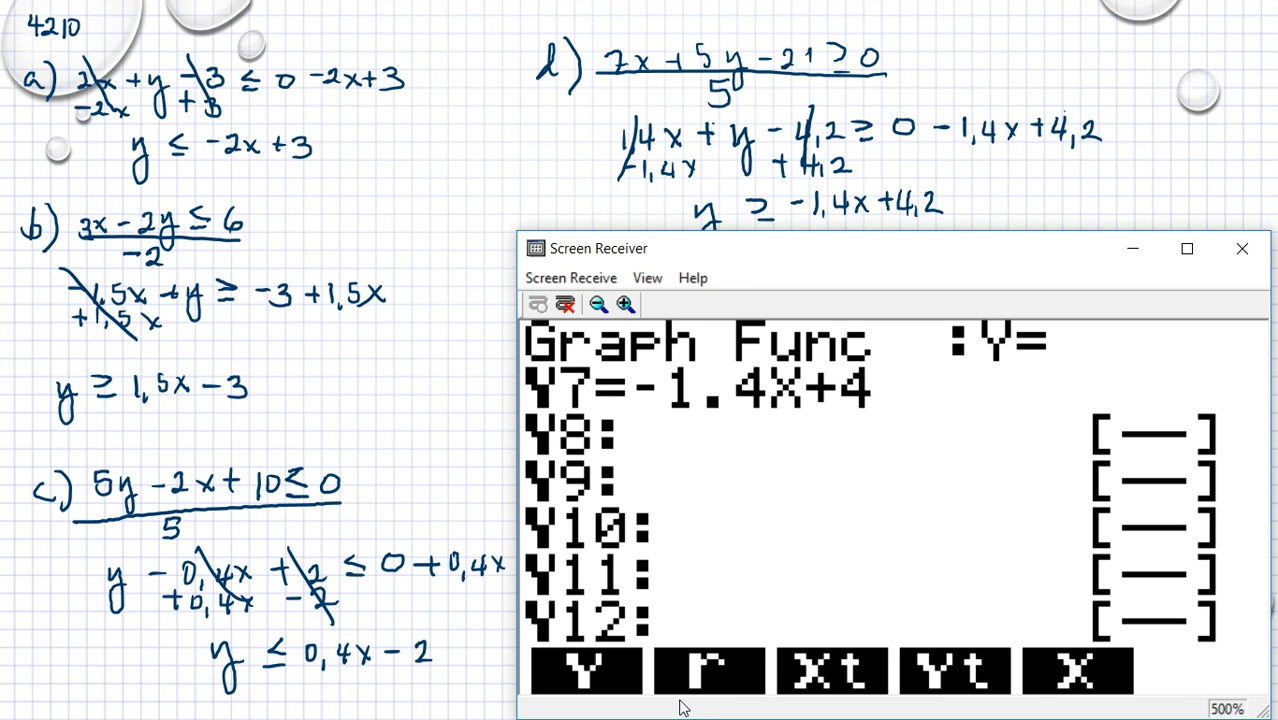 4210
a) 2x + y - 3 ≤ 0 -2x+3
-2x + 3
y ≤ -2x + 3
b) 3x - 2y ≤ 6
-2
-1,5x + y ≥ -3 + 1,5x
+1,5x
y ≥ 1,5x - 3
c) 5y - 2x + 10 ≤ 0
5
y - 0,4x + 2 ≤ 0 + 0,4x
+0,4x - 2
y ≤ 0,4x - 2
d) 7x + 5y - 21 ≥ 0
5
1,4x + y - 4,2 ≥ 0 - 1,4x + 4,2
-1,4x + 4,2
y ≥ -1,4x + 4,2
Screen Receiver
Screen Receive View Help
Graph Func :Y=
Y7=-1.4X+4
Y8: [—]
Y9: [—]
Y10: [—]
Y11: [—]
Y12: [—]
Y r Xt Yt X
500%